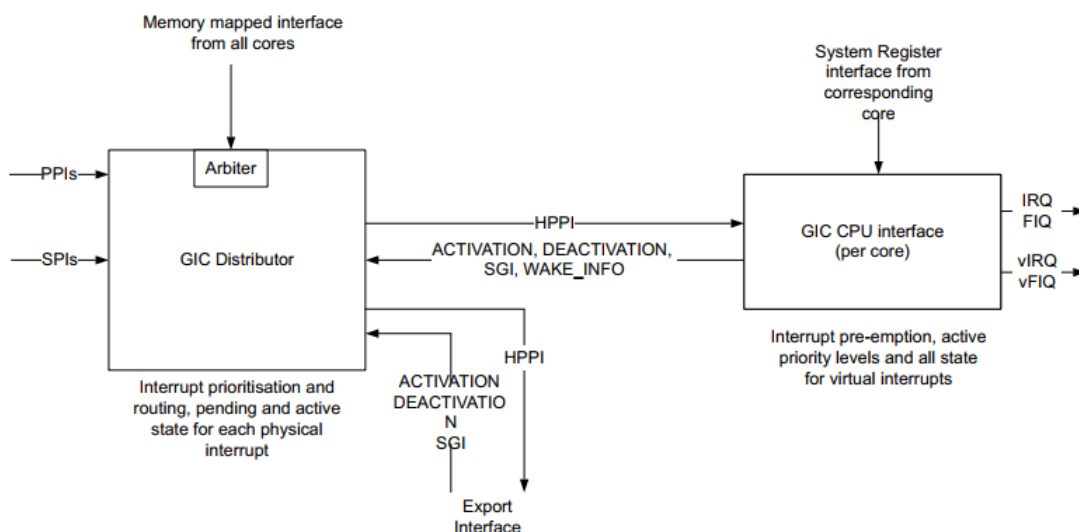 Memory mapped interface
from all cores
System Register
interface from
corresponding
core
Arbiter
PPIs
SPIs
GIC Distributor
HPPI
ACTIVATION, DEACTIVATION,
SGI, WAKE_INFO
GIC CPU interface
(per core)
IRQ
FIQ
vIRQ
vFIQ
HPPI
Interrupt prioritisation and
routing, pending and active
state for each physical
interrupt
ACTIVATION
DEACTIVATIO
N
SGI
Interrupt pre-emption, active
priority levels and all state
for virtual interrupts
Export
Interface